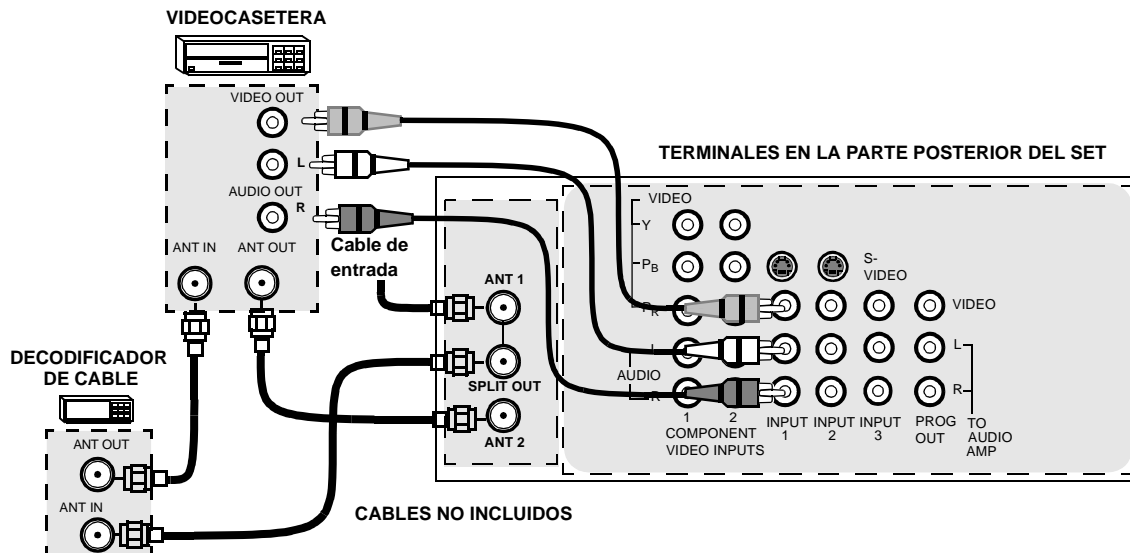 VIDEOCASETERA
VIDEO OUT
L
AUDIO OUT
R
ANT IN
ANT OUT
DECODIFICADOR
DE CABLE
ANT OUT
ANT IN
Cable de
entrada
ANT 1
SPLIT OUT
ANT 2
CABLES NO INCLUIDOS
TERMINALES EN LA PARTE POSTERIOR DEL SET
VIDEO
Y
PB
PR
S-
VIDEO
VIDEO
L
AUDIO
R
L
R
1
2
COMPONENT
VIDEO INPUTS
INPUT
1
INPUT
2
INPUT
3
PROG
OUT
TO
AUDIO
AMP